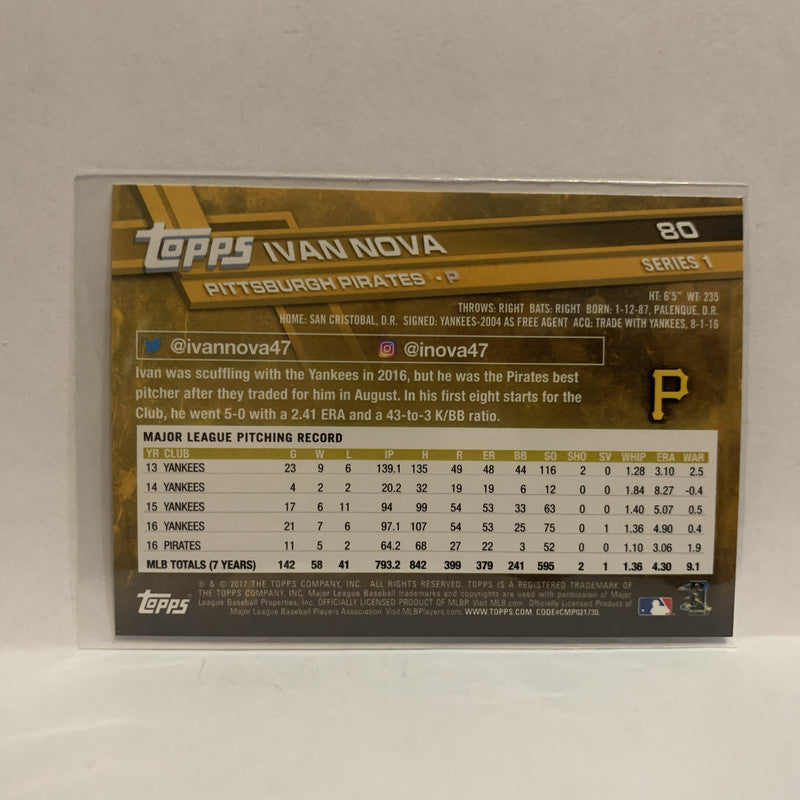 topps IVAN NOVA 80
PITTSBURGH PIRATES • P SERIES 1
HT: 6'5" WT: 235
THROWS: RIGHT BATS: RIGHT BORN: 1-12-87, PALENQUE, D.R.
HOME: SAN CRISTOBAL, D.R. SIGNED: YANKEES-2004 AS FREE AGENT ACQ: TRADE WITH YANKEES, 8-1-16
@ivannova47 @inova47
Ivan was scuffling with the Yankees in 2016, but he was the Pirates best
pitcher after they traded for him in August. In his first eight starts for the
Club, he went 5-0 with a 2.41 ERA and a 43-to-3 K/BB ratio.
P
MAJOR LEAGUE PITCHING RECORD
YR CLUB G W L IP H R ER BB SO SHO SV WHIP ERA WAR
13 YANKEES 23 9 6 139.1 135 49 48 44 116 2 0 1.28 3.10 2.5
14 YANKEES 4 2 2 20.2 32 19 19 6 12 0 0 1.84 8.27 -0.4
15 YANKEES 17 6 11 94 99 54 53 33 63 0 0 1.40 5.07 0.5
16 YANKEES 21 7 6 97.1 107 54 53 25 75 0 1 1.36 4.90 0.4
16 PIRATES 11 5 2 64.2 68 27 22 3 52 0 0 1.10 3.06 1.9
MLB TOTALS (7 YEARS) 142 58 41 793.2 842 399 379 241 595 2 1 1.36 4.30 9.1
® & © 2017 THE TOPPS COMPANY, INC. ALL RIGHTS RESERVED. TOPPS IS A REGISTERED TRADEMARK OF
topps THE TOPPS COMPANY, INC. Major League Baseball trademarks and copyrights are used with permission of Major
League Baseball Properties, Inc. OFFICIALLY LICENSED PRODUCT OF MLBP. Visit MLB.com. Officially Licensed Product of
Major League Baseball Players Association. Visit MLBPlayers.com. WWW.TOPPS.COM. CODE#CMP021730.